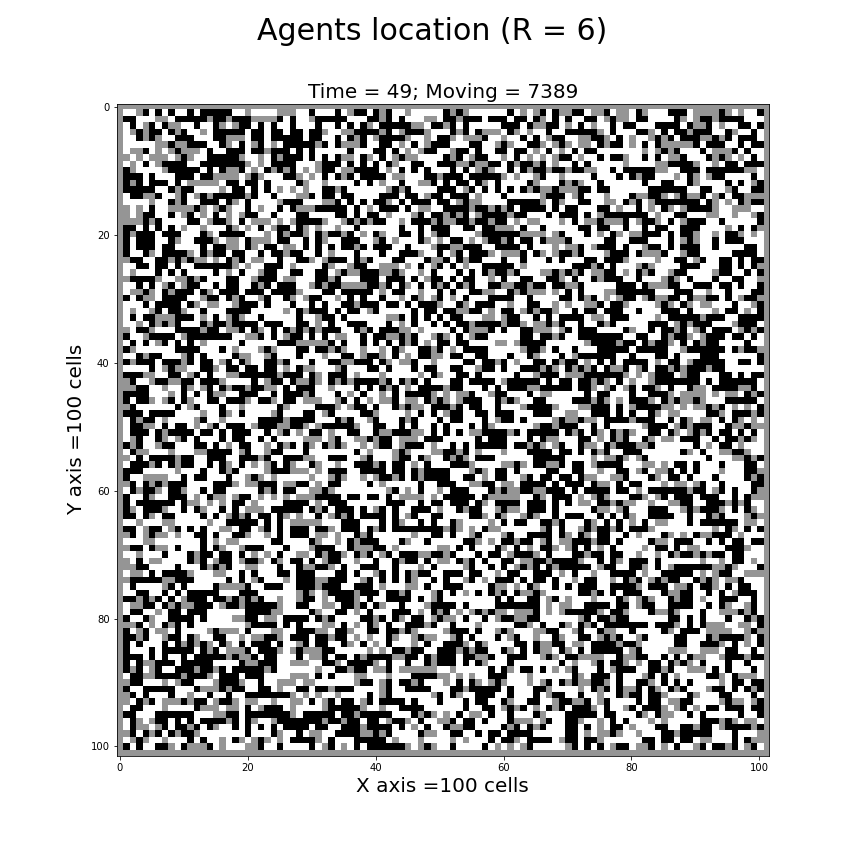 Agents location (R = 6)
Time = 49; Moving = 7389
0
20
40
60
80
100
Y axis =100 cells
0 20 40 60 80 100
X axis =100 cells